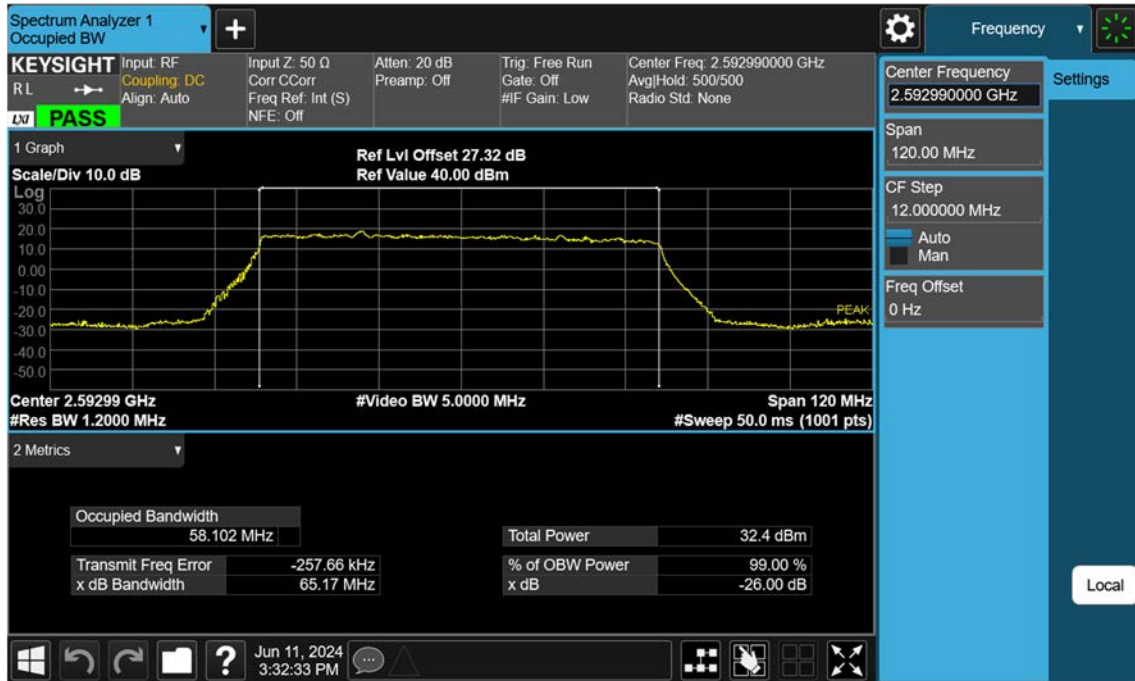 Spectrum Analyzer 1
Occupied BW
+
Frequency
KEYSIGHT
R L
LXI PASS
Input: RF
Coupling: DC
Align: Auto
Input Z: 50 Ω
Corr CCorr
Freq Ref: Int (S)
NFE: Off
Atten: 20 dB
Preamp: Off
Trig: Free Run
Gate: Off
#IF Gain: Low
Center Freq: 2.592990000 GHz
Avg|Hold: 500/500
Radio Std: None
Center Frequency
2.592990000 GHz
Settings
Span
120.00 MHz
CF Step
12.000000 MHz
Auto
Man
Freq Offset
0 Hz
Local
1 Graph
Scale/Div 10.0 dB
Ref Lvl Offset 27.32 dB
Ref Value 40.00 dBm
Log
30.0
20.0
10.0
0.00
-10.0
-20.0
-30.0
-40.0
-50.0
PEAK
Center 2.59299 GHz
#Res BW 1.2000 MHz
#Video BW 5.0000 MHz
Span 120 MHz
#Sweep 50.0 ms (1001 pts)
2 Metrics
Occupied Bandwidth
58.102 MHz
Transmit Freq Error -257.66 kHz
x dB Bandwidth 65.17 MHz
Total Power 32.4 dBm
% of OBW Power 99.00 %
x dB -26.00 dB
?
Jun 11, 2024
3:32:33 PM